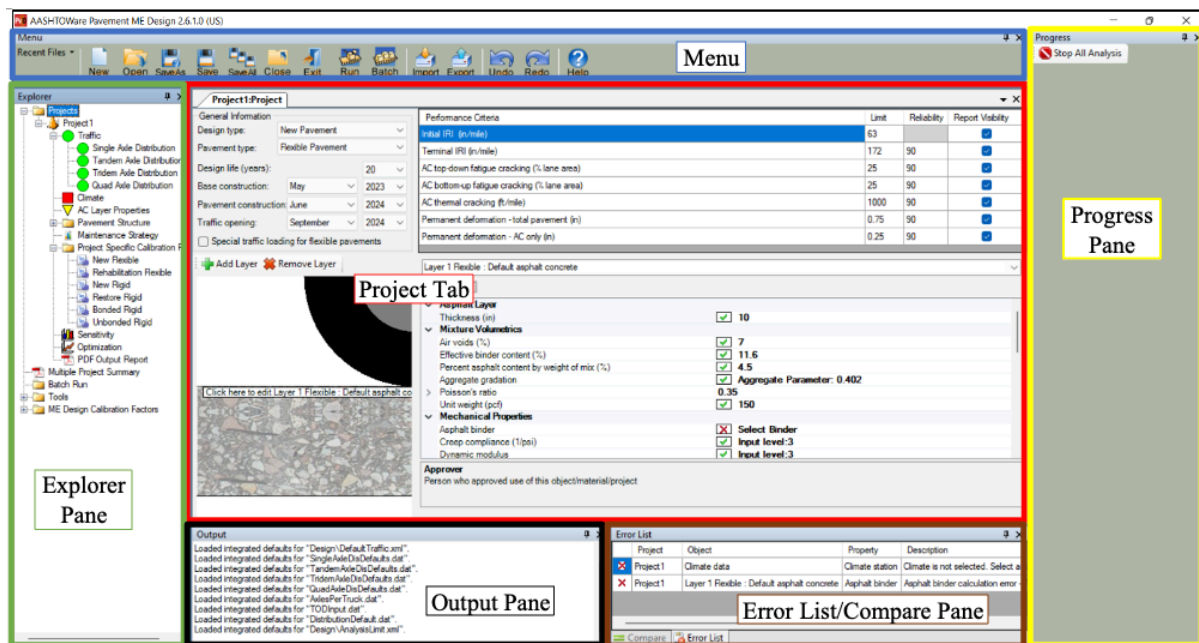 AASHTOWare Pavement ME Design 2.6.1.0 (US)
Menu
Recent Files
New Open SaveAs Save SaveAll Close Exit Run Batch Import Export Undo Redo Help
Menu
Progress
Stop All Analysis
Progress
Pane
Explorer
Projects
Project1
Traffic
Single Axle Distribution
Tandem Axle Distribution
Tridem Axle Distribution
Quad Axle Distribution
Climate
AC Layer Properties
Pavement Structure
Maintenance Strategy
Project Specific Calibration F
New Flexible
Rehabilitation Flexible
New Rigid
Restore Rigid
Bonded Rigid
Unbonded Rigid
Sensitivity
Optimization
PDF Output Report
Multiple Project Summary
Batch Run
Tools
ME Design Calibration Factors
Explorer
Pane
Project1:Project
General Information
Design type: New Pavement
Pavement type: Flexible Pavement
Design life (years): 20
Base construction: May 2023
Pavement construction: June 2024
Traffic opening: September 2024
Special traffic loading for flexible pavements
Add Layer Remove Layer
Performance Criteria Limit Reliability Report Visibility
Initial IRI (in/mile) 63
Terminal IRI (in/mile) 172 90
AC top-down fatigue cracking (% lane area) 25 90
AC bottom-up fatigue cracking (% lane area) 25 90
AC thermal cracking (ft/mile) 1000 90
Permanent deformation - total pavement (in) 0.75 90
Permanent deformation - AC only (in) 0.25 90
Project Tab
Click here to edit Layer 1 Flexible : Default asphalt co
Layer 1 Flexible : Default asphalt concrete
Asphalt Layer
Thickness (in) 10
Mixture Volumetrics
Air voids (%) 7
Effective binder content (%) 11.6
Percent asphalt content by weight of mix (%) 4.5
Aggregate gradation Aggregate Parameter: 0.402
Poisson's ratio 0.35
Unit weight (pcf) 150
Mechanical Properties
Asphalt binder Select Binder
Creep compliance (1/psi) Input level:3
Dynamic modulus Input level:3
Approver
Person who approved use of this object/material/project
Output
Loaded integrated defaults for "Design\DefaultTraffic.xml".
Loaded integrated defaults for "SingleAxleDisDefaults.dat".
Loaded integrated defaults for "TandemAxleDisDefaults.dat".
Loaded integrated defaults for "TridemAxleDisDefaults.dat".
Loaded integrated defaults for "QuadAxleDisDefaults.dat".
Loaded integrated defaults for "AxlesPerTruck.dat".
Loaded integrated defaults for "TODInput.dat".
Loaded integrated defaults for "DistributionDefault.dat".
Loaded integrated defaults for "Design\AnalysisLimit.xml".
Output Pane
Error List
Project Object Property Description
Project1 Climate data Climate station Climate is not selected. Select a
Project1 Layer 1 Flexible : Default asphalt concrete Asphalt binder Asphalt binder calculation error -
Error List/Compare Pane
Compare Error List